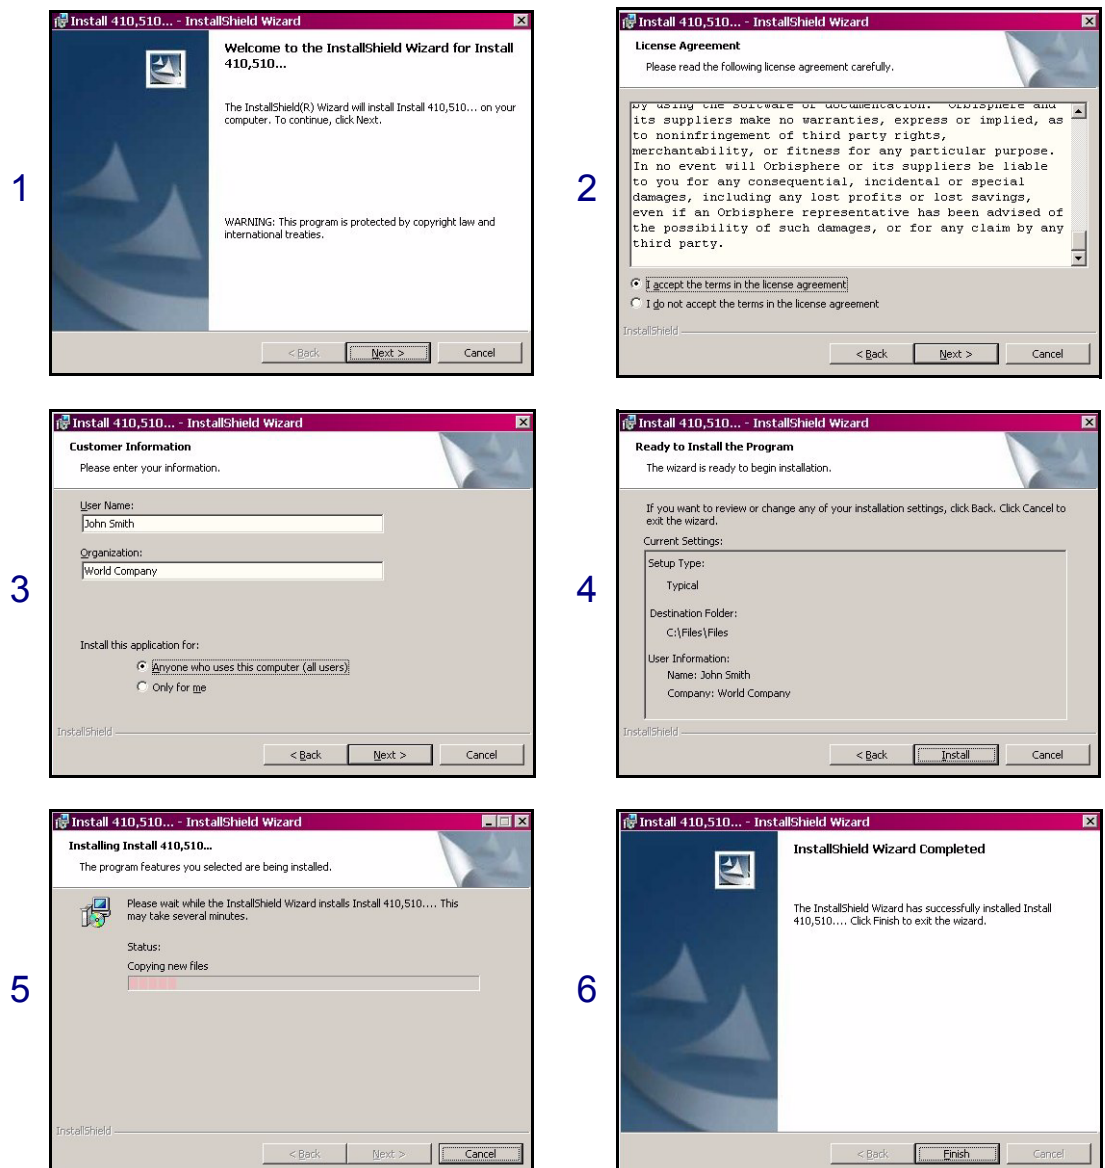 1
Install 410,510... - InstallShield Wizard
Welcome to the InstallShield Wizard for Install
410,510...
The InstallShield(R) Wizard will install Install 410,510... on your
computer. To continue, click Next.
WARNING: This program is protected by copyright law and
international treaties.
< Back
Next >
Cancel
2
Install 410,510... - InstallShield Wizard
License Agreement
Please read the following license agreement carefully.
by using the software or documentation. Orbisphere and
its suppliers make no warranties, express or implied, as
to noninfringement of third party rights,
merchantability, or fitness for any particular purpose.
In no event will Orbisphere or its suppliers be liable
to you for any consequential, incidental or special
damages, including any lost profits or lost savings,
even if an Orbisphere representative has been advised of
the possibility of such damages, or for any claim by any
third party.
I accept the terms in the license agreement
I do not accept the terms in the license agreement
InstallShield
< Back
Next >
Cancel
3
Install 410,510... - InstallShield Wizard
Customer Information
Please enter your information.
User Name:
John Smith
Organization:
World Company
Install this application for:
Anyone who uses this computer (all users)
Only for me
InstallShield
< Back
Next >
Cancel
4
Install 410,510... - InstallShield Wizard
Ready to Install the Program
The wizard is ready to begin installation.
If you want to review or change any of your installation settings, click Back. Click Cancel to
exit the wizard.
Current Settings:
Setup Type:
Typical
Destination Folder:
C:\Files\Files
User Information:
Name: John Smith
Company: World Company
InstallShield
< Back
Install
Cancel
5
Install 410,510... - InstallShield Wizard
Installing Install 410,510...
The program features you selected are being installed.
Please wait while the InstallShield Wizard installs Install 410,510.... This
may take several minutes.
Status:
Copying new files
InstallShield
< Back
Next >
Cancel
6
Install 410,510... - InstallShield Wizard
InstallShield Wizard Completed
The InstallShield Wizard has successfully installed Install
410,510.... Click Finish to exit the wizard.
< Back
Finish
Cancel